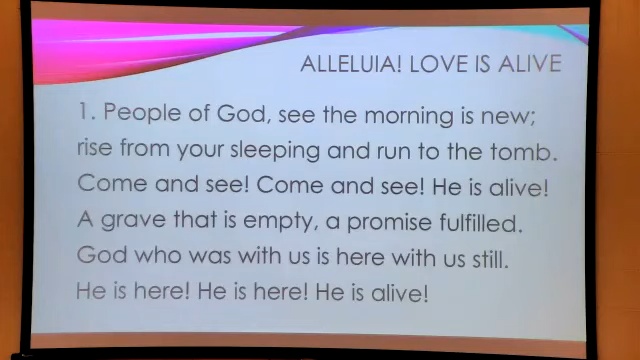 ALLELUIA! LOVE IS ALIVE
1. People of God, see the morning is new;
rise from your sleeping and run to the tomb.
Come and see! Come and see! He is alive!
A grave that is empty, a promise fulfilled.
God who was with us is here with us still.
He is here! He is here! He is alive!